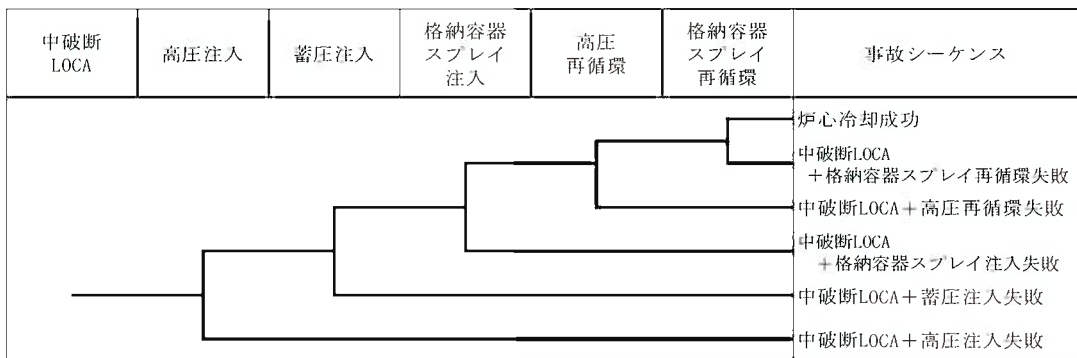 中破断
LOCA
高圧注入
蓄圧注入
格納容器
スプレイ
注入
高圧
再循環
格納容器
スプレイ
再循環
事故シーケンス
炉心冷却成功
中破断LOCA
＋格納容器スプレイ再循環失敗
中破断LOCA＋高圧再循環失敗
中破断LOCA
＋格納容器スプレイ注入失敗
中破断LOCA＋蓄圧注入失敗
中破断LOCA＋高圧注入失敗